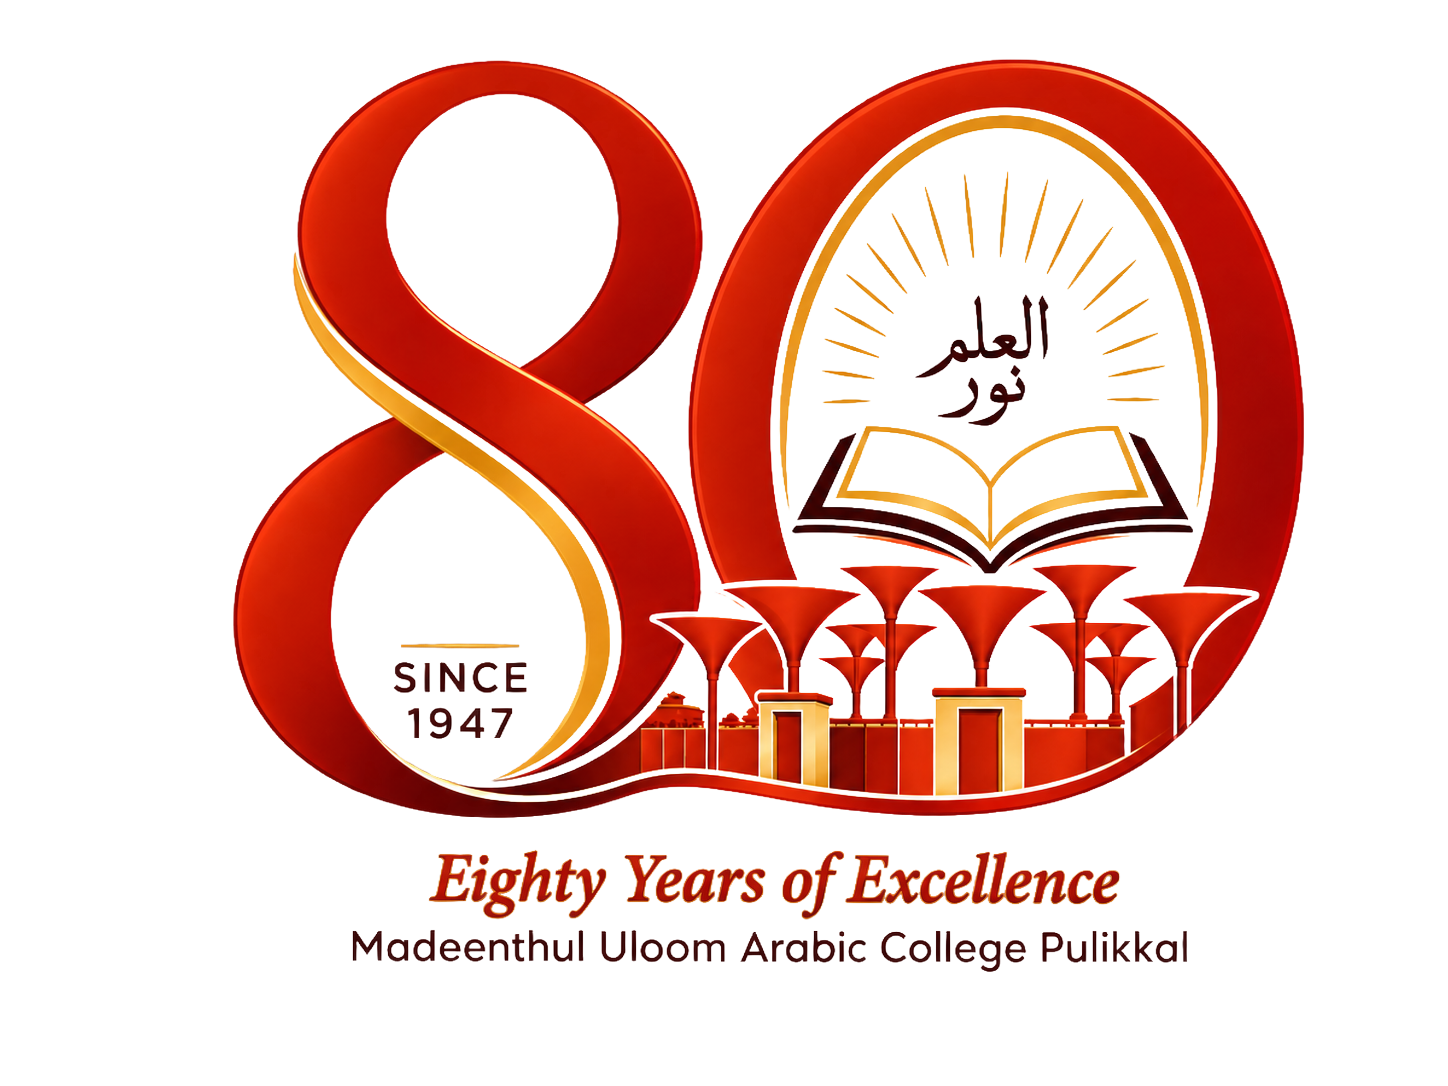 80
العلم
نور
SINCE
1947
Eighty Years of Excellence
Madeenthul Uloom Arabic College Pulikkal